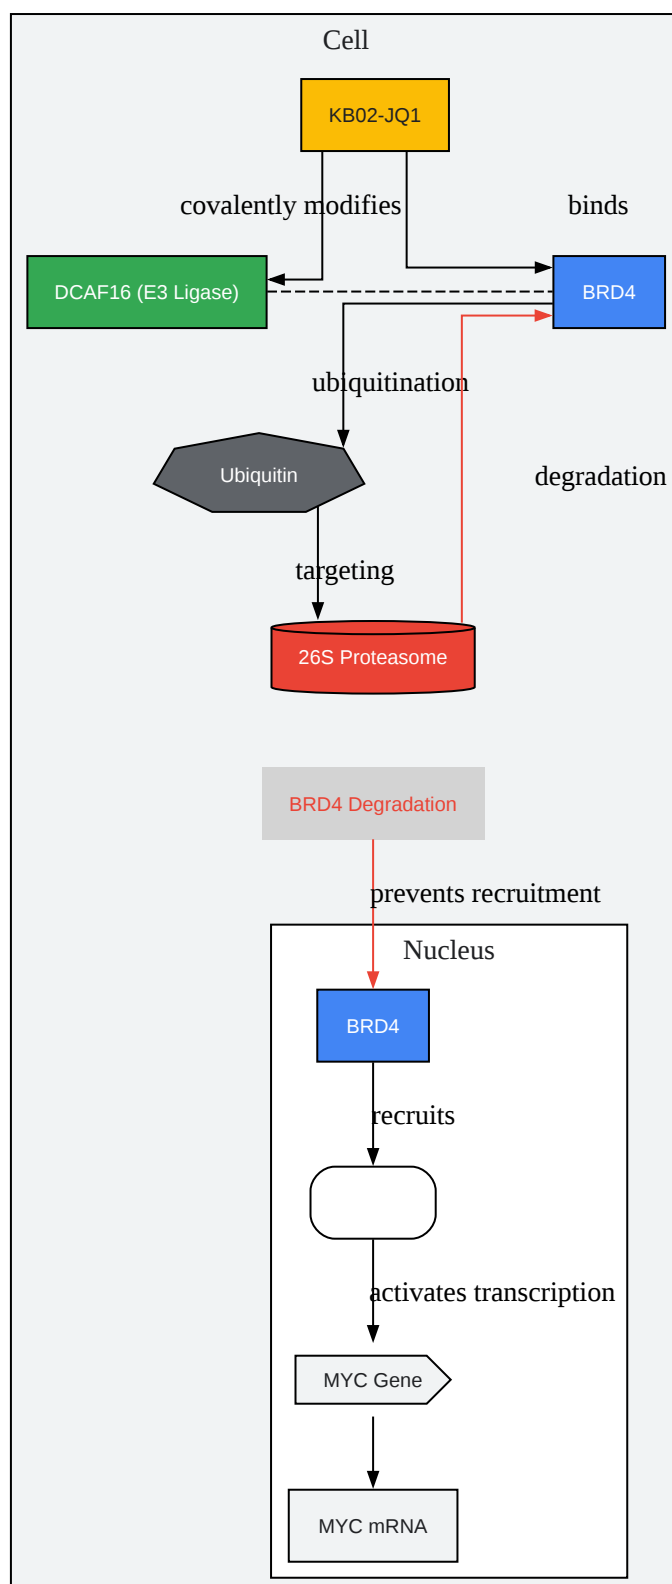 Cell
KB02-JQ1
covalently modifies
binds
DCAF16 (E3 Ligase)
BRD4
ubiquitination
Ubiquitin
degradation
targeting
26S Proteasome
BRD4 Degradation
prevents recruitment
Nucleus
BRD4
recruits
activates transcription
MYC Gene
MYC mRNA